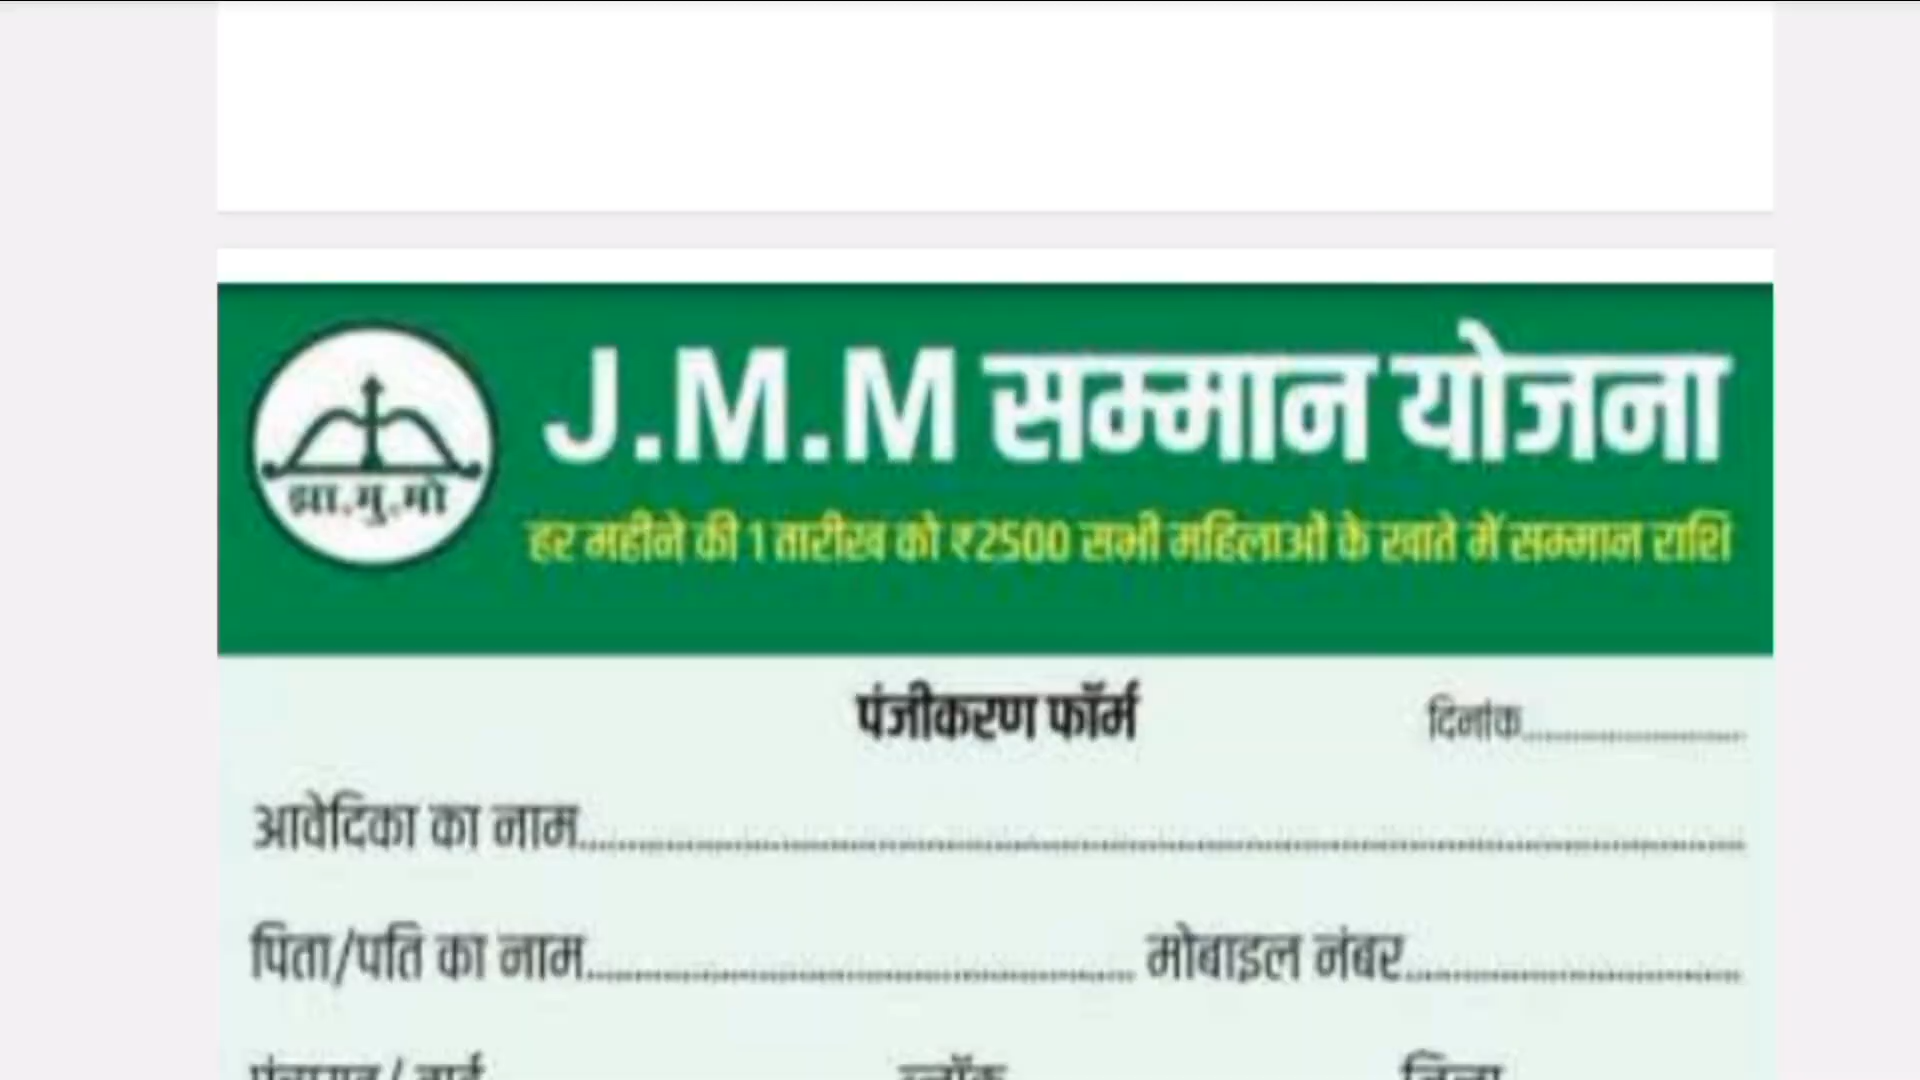 J.M.M सम्मान योजना
झा.मु.मो
हर महीने की 1 तारीख को ₹2500 सभी महिलाओं के खाते में सम्मान राशि
पंजीकरण फॉर्म
दिनांक
आवेदिका का नाम
पिता/पति का नाम मोबाइल नंबर